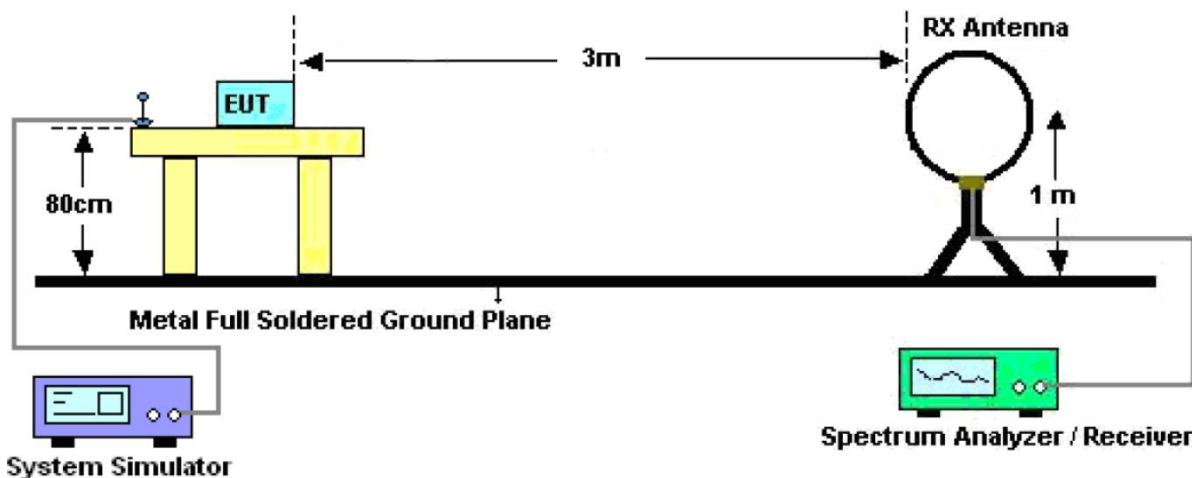 RX Antenna
3m
EUT
80cm
1 m
Metal Full Soldered Ground Plane
System Simulator
Spectrum Analyzer / Receiver